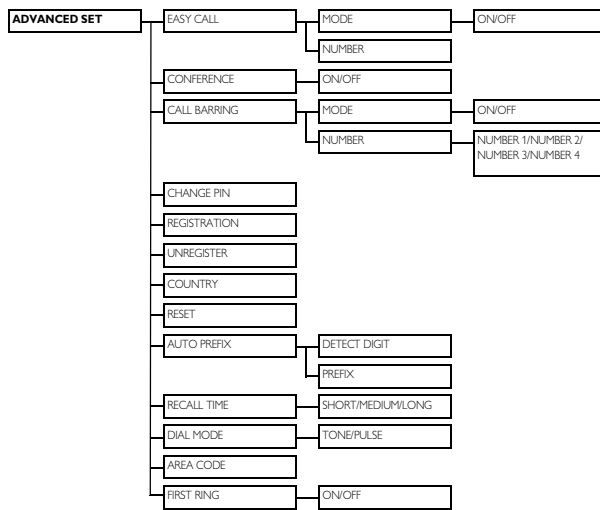 ADVANCED SET
EASY CALL
MODE
ON/OFF
NUMBER
CONFERENCE
ON/OFF
CALL BARRING
MODE
ON/OFF
NUMBER
NUMBER 1/NUMBER 2/
NUMBER 3/NUMBER 4
CHANGE PIN
REGISTRATION
UNREGISTER
COUNTRY
RESET
AUTO PREFIX
DETECT DIGIT
PREFIX
RECALL TIME
SHORT/MEDIUM/LONG
DIAL MODE
TONE/PULSE
AREA CODE
FIRST RING
ON/OFF